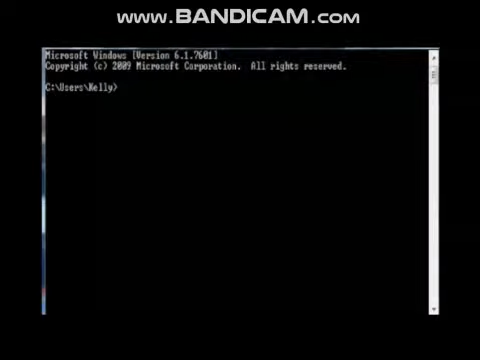 www.BANDICAM.com
Microsoft Windows [Version 6.1.7601]
Copyright (c) 2009 Microsoft Corporation.  All rights reserved.
C:\Users\Kelly>